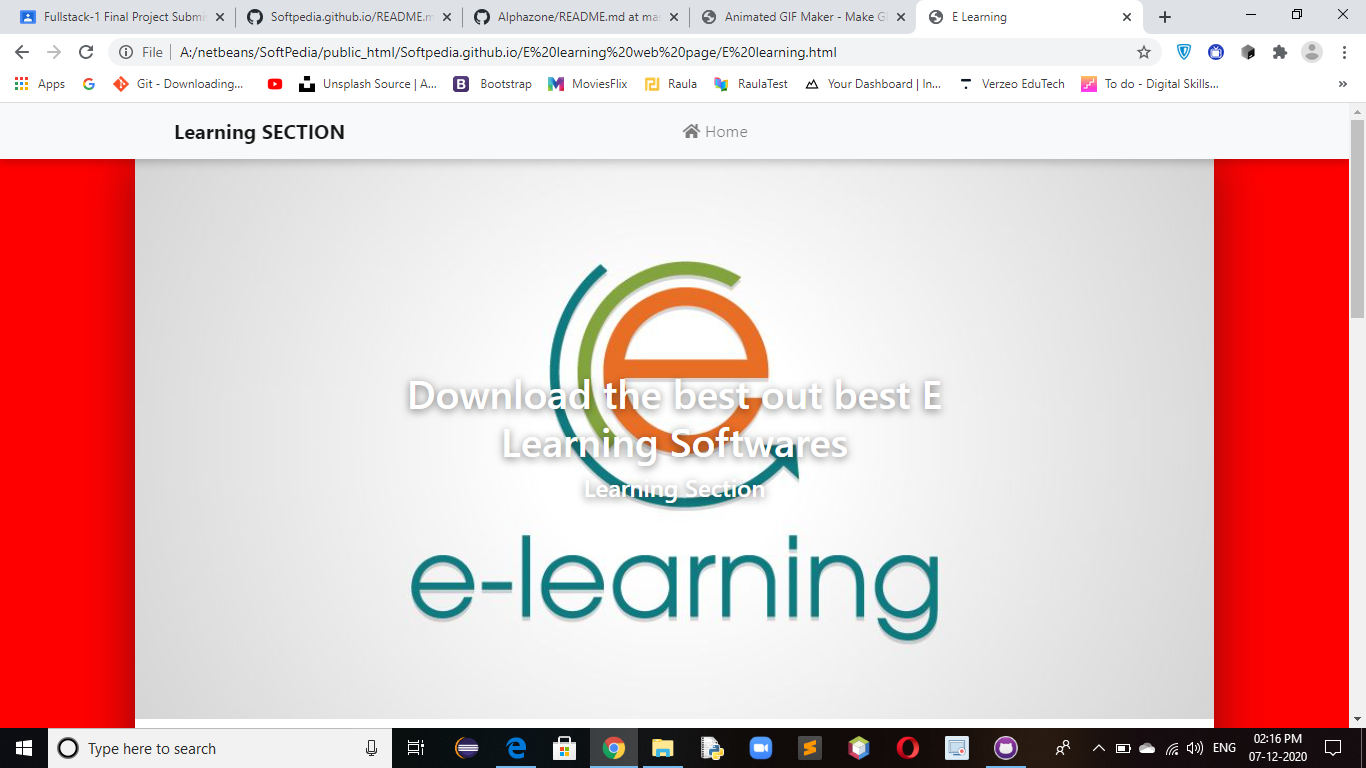 Fullstack-1 Final Project Submi
Softpedia.github.io/README.m
Alphazone/README.md at ma
Animated GIF Maker - Make G
E Learning
File
A:/netbeans/SoftPedia/public_html/Softpedia.github.io/E%20learning%20web%20page/E%20learning.html
Apps
Git - Downloading...
Unsplash Source | A...
Bootstrap
MoviesFlix
Raula
RaulaTest
Your Dashboard | In...
Verzeo EduTech
To do - Digital Skills...
»
Learning SECTION
Home
Download the best out best E
Learning Softwares
Learning Section
e-learning
Type here to search
ENG
02:16 PM
07-12-2020